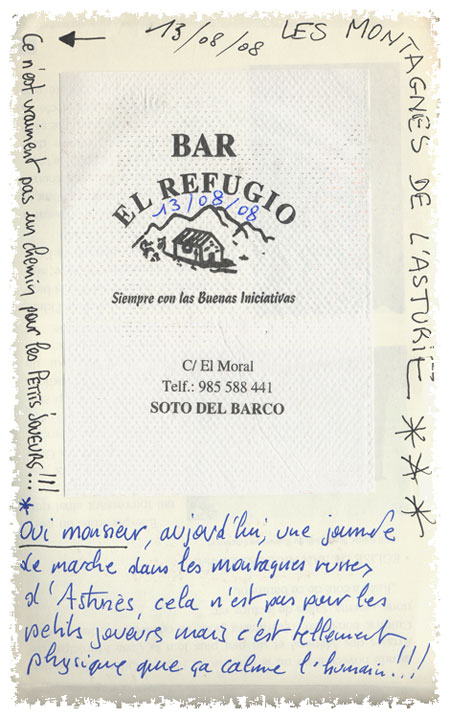 13/08/08 LES MONTAGNES DE L'ASTURIE ***
Ce n'est vraiment pas un chemin pour les PETITS JOUEURS...!!!
BAR
EL REFUGIO
13/08/08
Siempre con las Buenas Iniciativas
C/ El Moral
Telf.: 985 588 441
SOTO DEL BARCO
* Oui monsieur, aujourd'hui, une journée
de marche dans les montagnes
d'Asturies, cela n'est pas pour les
petits joueurs mais c'est tellement
physique que ça calme l'humain!!!